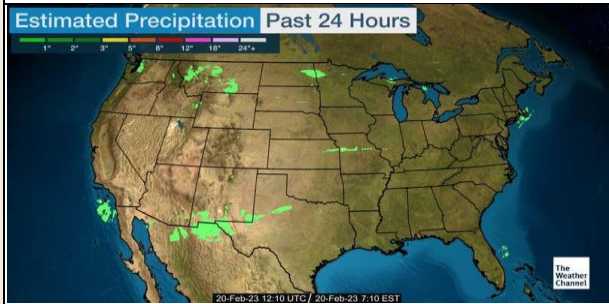 Estimated Precipitation Past 24 Hours
1" 2" 3" 5" 8" 12" 18" 24"+
The
Weather
Channel
20-Feb-23 12:10 UTC / 20-Feb-23 7:10 EST